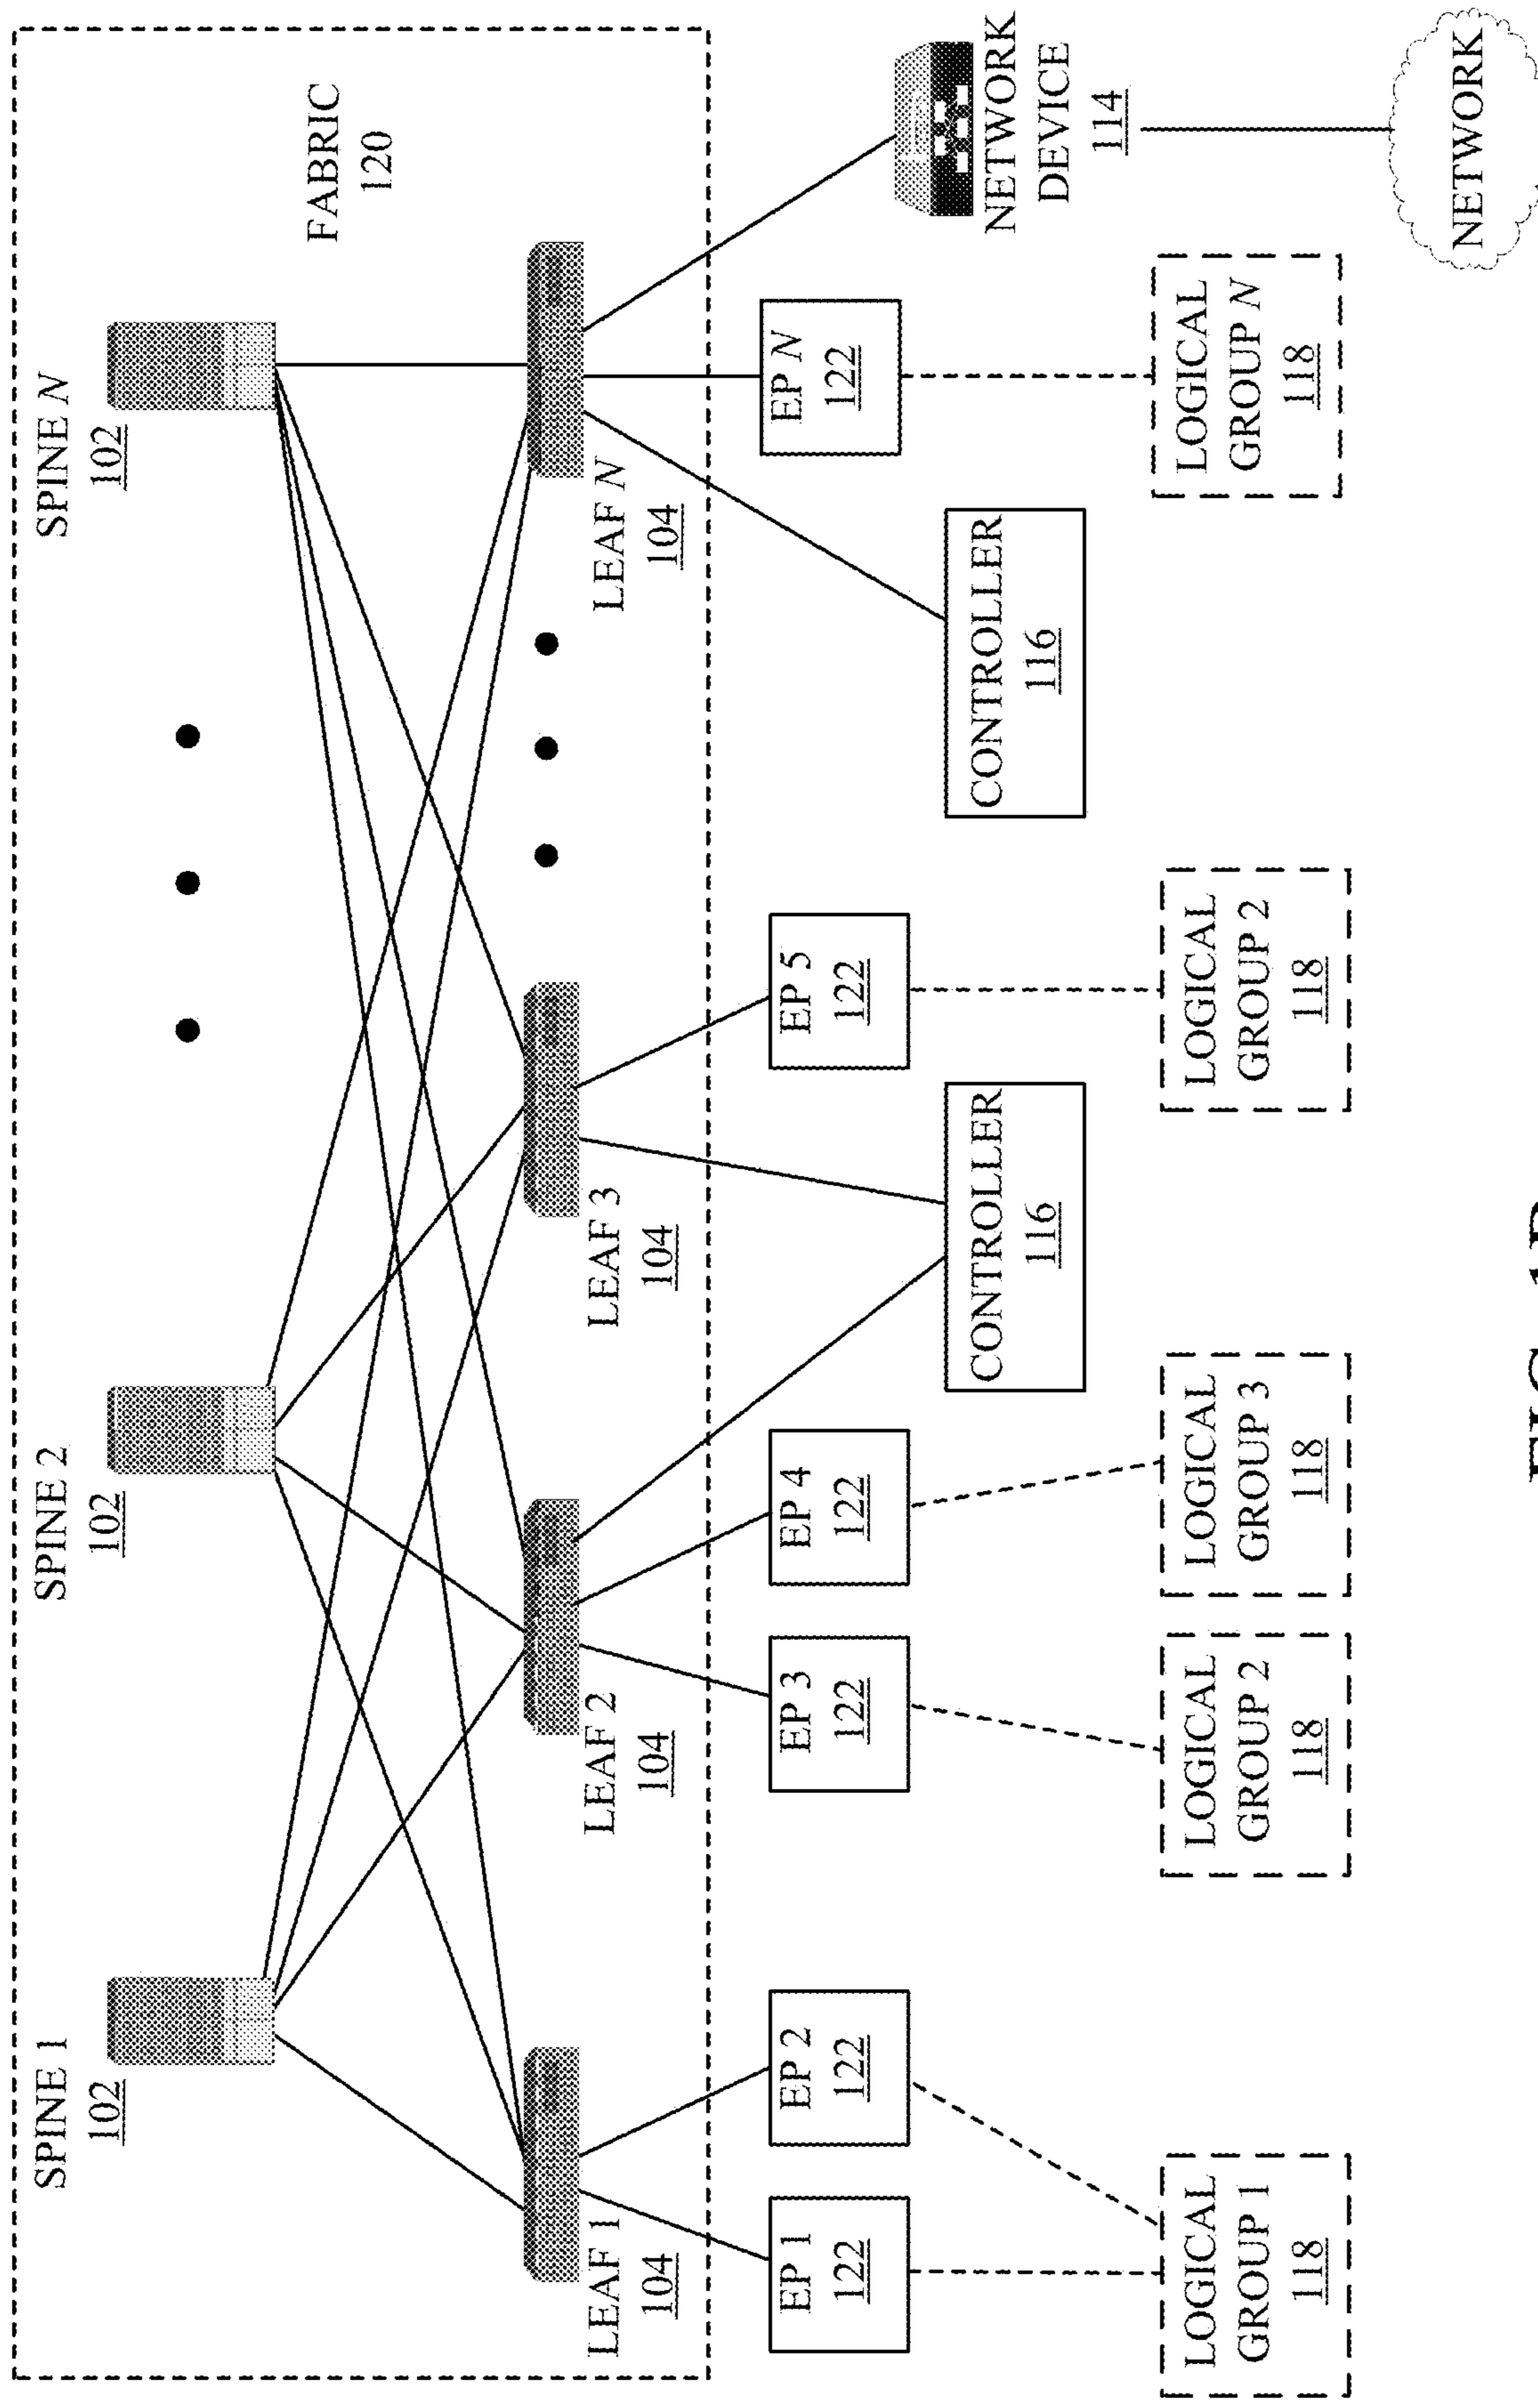 SPINE 1
102
SPINE 2
102
SPINE N
102
FABRIC
120
LEAF 1
104
LEAF 2
104
LEAF 3
104
LEAF N
104
EP 1
122
EP 2
122
EP 3
122
EP 4
122
EP 5
122
EP N
122
CONTROLLER
116
CONTROLLER
116
NETWORK
DEVICE
114
LOGICAL
GROUP 1
118
LOGICAL
GROUP 2
118
LOGICAL
GROUP 3
118
LOGICAL
GROUP 2
118
LOGICAL
GROUP N
118
NETWORK